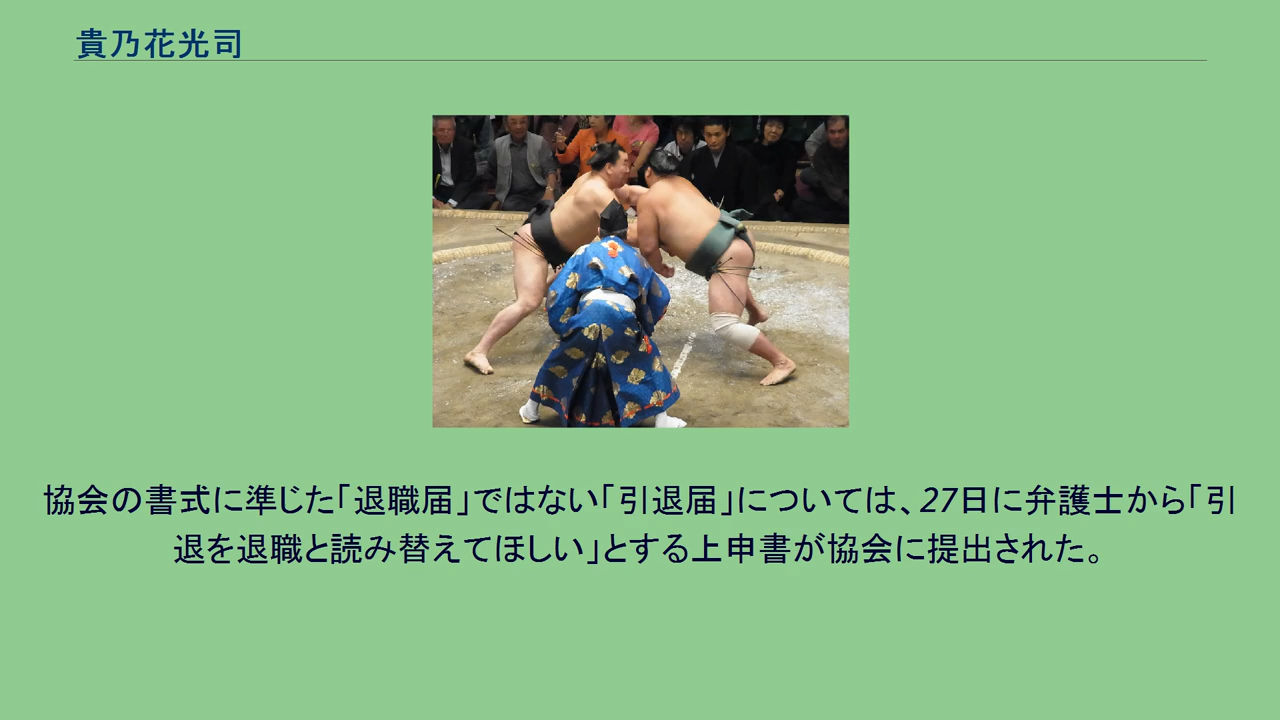 貴乃花光司
協会の書式に準じた「退職届」ではない「引退届」については、27日に弁護士から「引
退を退職と読み替えてほしい」とする上申書が協会に提出された。